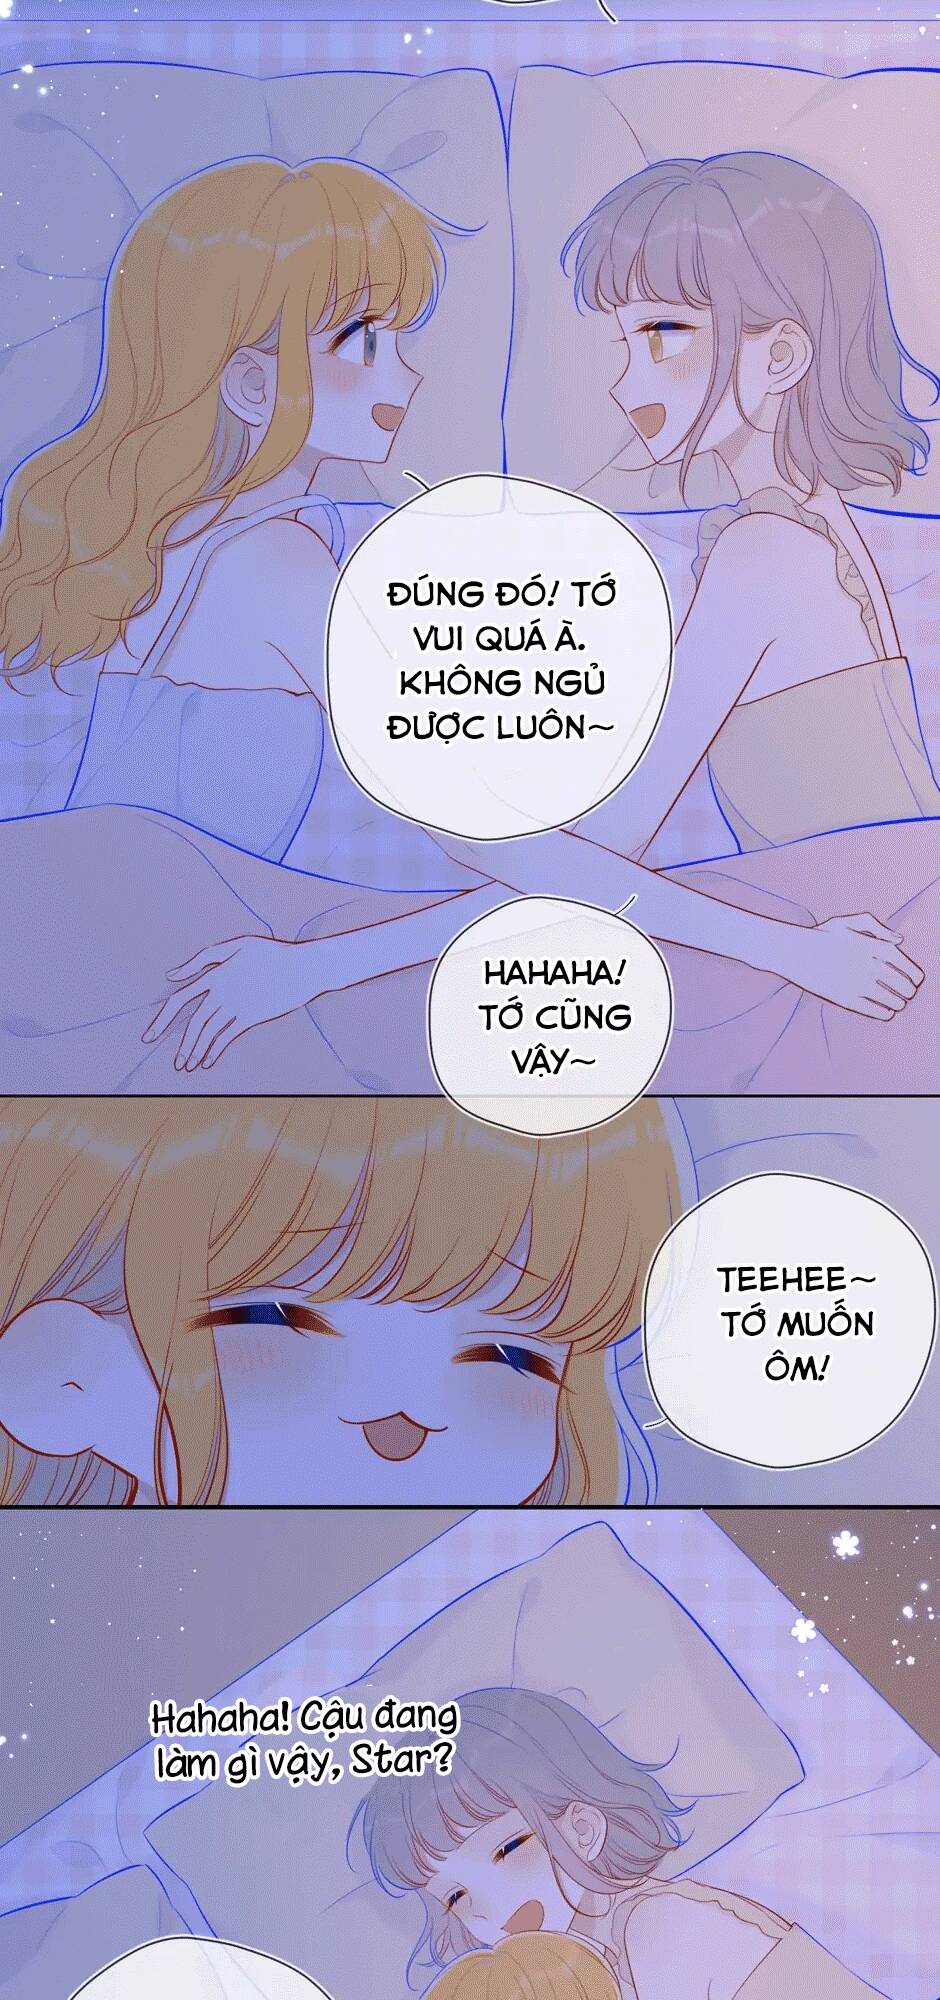 ĐÚNG ĐÓ! TỚ
VUI QUÁ À.
KHÔNG NGỦ
ĐƯỢC LUÔN~
HAHAHA!
TỚ CŨNG
VẬY~
TEEHEE~
TỚ MUỐN
ÔM!
Hahaha! Cậu đang
làm gì vậy, Star?